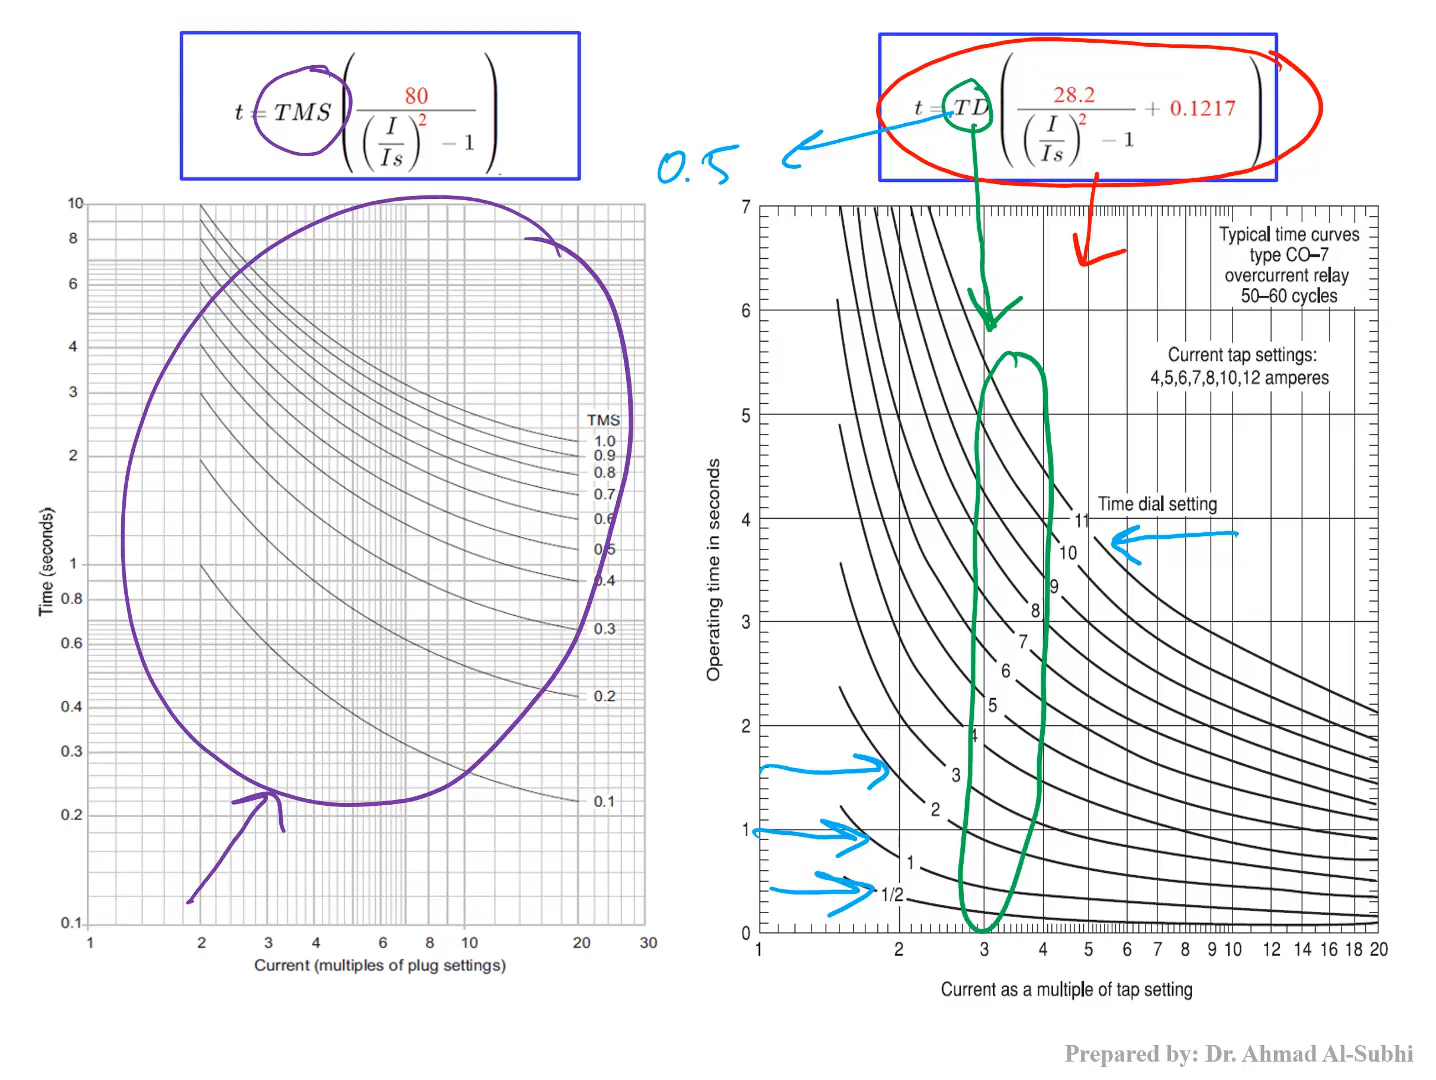 t = TMS ( 80 / ( ( I / Is )^2 − 1 ) ) .
0.5
t = TD ( 28.2 / ( ( I / Is )^2 − 1 ) + 0.1217 )
10
8
6
4
3
2
1
0.8
0.6
0.4
0.3
0.2
0.1
Time (seconds)
TMS
1.0
0.9
0.8
0.7
0.6
0.5
0.4
0.3
0.2
0.1
1 2 3 4 6 8 10 20 30
Current (multiples of plug settings)
7
6
5
4
3
2
1
0
Operating time in seconds
Typical time curves
type CO–7
overcurrent relay
50–60 cycles
Current tap settings:
4,5,6,7,8,10,12 amperes
Time dial setting
11
10
9
8
7
6
5
4
3
2
1
1/2
1 2 3 4 5 6 7 8 9 10 12 14 16 18 20
Current as a multiple of tap setting
Prepared by: Dr. Ahmad Al-Subhi